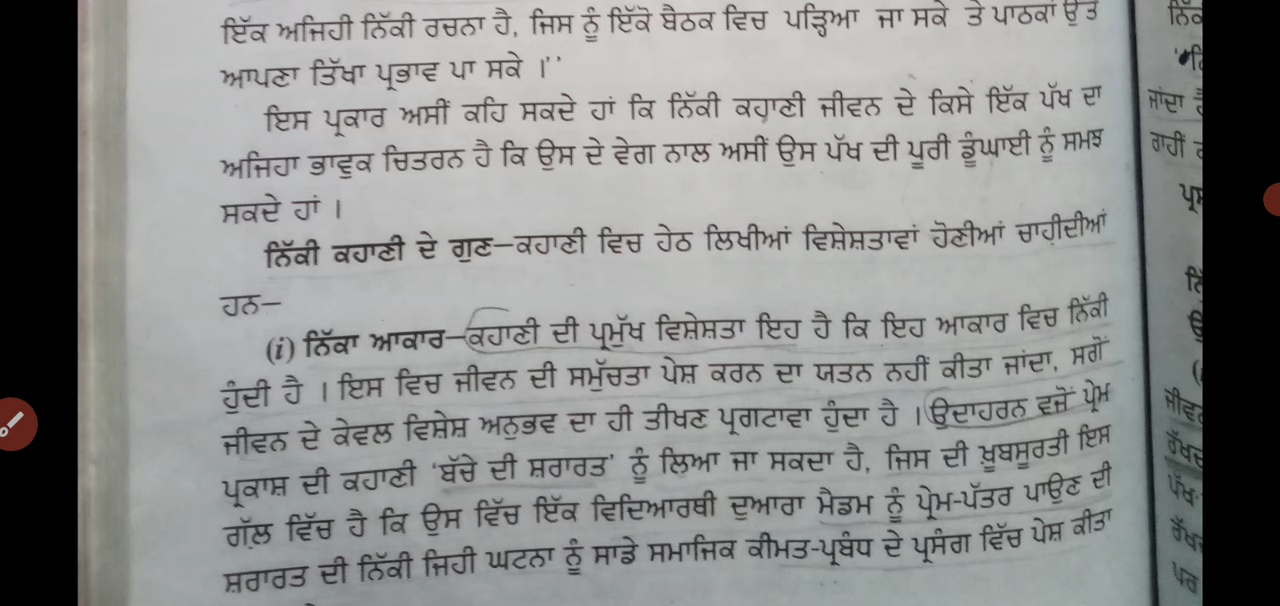 ਇੱਕ ਅਜਿਹੀ ਨਿੱਕੀ ਰਚਨਾ ਹੈ, ਜਿਸ ਨੂੰ ਇੱਕੋ ਬੈਠਕ ਵਿਚ ਪੜ੍ਹਿਆ ਜਾ ਸਕੇ ਤੇ ਪਾਠਕਾਂ ਉੱਤੇ
ਆਪਣਾ ਤਿੱਖਾ ਪ੍ਰਭਾਵ ਪਾ ਸਕੇ ।''
ਇਸ ਪ੍ਰਕਾਰ ਅਸੀਂ ਕਹਿ ਸਕਦੇ ਹਾਂ ਕਿ ਨਿੱਕੀ ਕਹਾਣੀ ਜੀਵਨ ਦੇ ਕਿਸੇ ਇੱਕ ਪੱਖ ਦਾ
ਅਜਿਹਾ ਭਾਵੁਕ ਚਿਤਰਨ ਹੈ ਕਿ ਉਸ ਦੇ ਵੇਗ ਨਾਲ ਅਸੀਂ ਉਸ ਪੱਖ ਦੀ ਪੂਰੀ ਡੂੰਘਾਈ ਨੂੰ ਸਮਝ
ਸਕਦੇ ਹਾਂ ।
ਨਿੱਕੀ ਕਹਾਣੀ ਦੇ ਗੁਣ–ਕਹਾਣੀ ਵਿਚ ਹੇਠ ਲਿਖੀਆਂ ਵਿਸ਼ੇਸ਼ਤਾਵਾਂ ਹੋਣੀਆਂ ਚਾਹੀਦੀਆਂ
ਹਨ–
(i) ਨਿੱਕਾ ਆਕਾਰ–ਕਹਾਣੀ ਦੀ ਪ੍ਰਮੁੱਖ ਵਿਸ਼ੇਸ਼ਤਾ ਇਹ ਹੈ ਕਿ ਇਹ ਆਕਾਰ ਵਿਚ ਨਿੱਕੀ
ਹੁੰਦੀ ਹੈ । ਇਸ ਵਿਚ ਜੀਵਨ ਦੀ ਸਮੁੱਚਤਾ ਪੇਸ਼ ਕਰਨ ਦਾ ਯਤਨ ਨਹੀਂ ਕੀਤਾ ਜਾਂਦਾ, ਸਗੋਂ
ਜੀਵਨ ਦੇ ਕੇਵਲ ਵਿਸ਼ੇਸ਼ ਅਨੁਭਵ ਦਾ ਹੀ ਤੀਖਣ ਪ੍ਰਗਟਾਵਾ ਹੁੰਦਾ ਹੈ । ਉਦਾਹਰਨ ਵਜੋਂ ਪ੍ਰੇਮ
ਪ੍ਰਕਾਸ਼ ਦੀ ਕਹਾਣੀ 'ਬੱਚੇ ਦੀ ਸ਼ਰਾਰਤ' ਨੂੰ ਲਿਆ ਜਾ ਸਕਦਾ ਹੈ, ਜਿਸ ਦੀ ਖ਼ੂਬਸੂਰਤੀ ਇਸ
ਗੱਲ ਵਿੱਚ ਹੈ ਕਿ ਉਸ ਵਿੱਚ ਇੱਕ ਵਿਦਿਆਰਥੀ ਦੁਆਰਾ ਮੈਡਮ ਨੂੰ ਪ੍ਰੇਮ-ਪੱਤਰ ਪਾਉਣ ਦੀ
ਸ਼ਰਾਰਤ ਦੀ ਨਿੱਕੀ ਜਿਹੀ ਘਟਨਾ ਨੂੰ ਸਾਡੇ ਸਮਾਜਿਕ ਕੀਮਤ-ਪ੍ਰਬੰਧ ਦੇ ਪ੍ਰਸੰਗ ਵਿੱਚ ਪੇਸ਼ ਕੀਤਾ
ਜਾਂਦਾ
ਰਾਹੀਂ